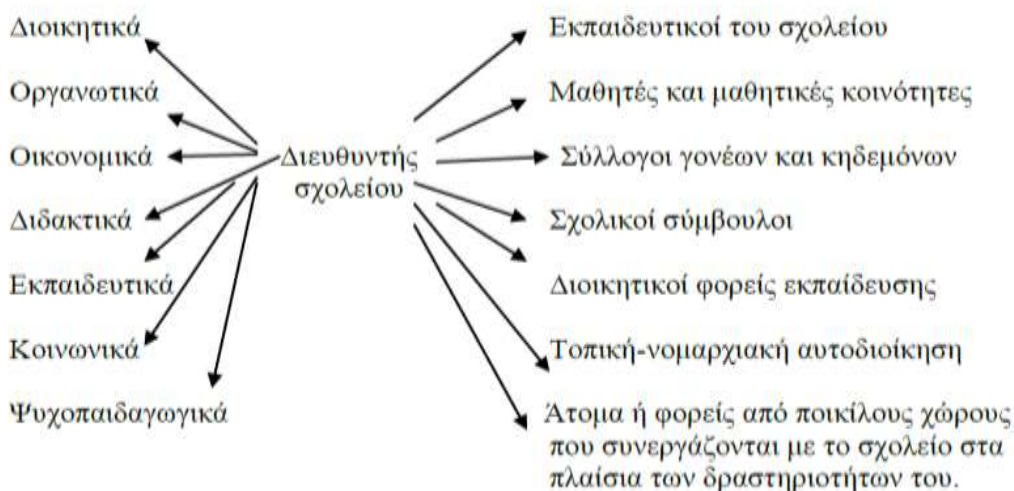 Διοικητικά
Οργανωτικά
Οικονομικά
Διδακτικά
Εκπαιδευτικά
Κοινωνικά
Ψυχοπαιδαγωγικά
Διευθυντής
σχολείου
Εκπαιδευτικοί του σχολείου
Μαθητές και μαθητικές κοινότητες
Σύλλογοι γονέων και κηδεμόνων
Σχολικοί σύμβουλοι
Διοικητικοί φορείς εκπαίδευσης
Τοπική-νομαρχιακή αυτοδιοίκηση
Άτομα ή φορείς από ποικίλους χώρους
που συνεργάζονται με το σχολείο στα
πλαίσια των δραστηριοτήτων του.